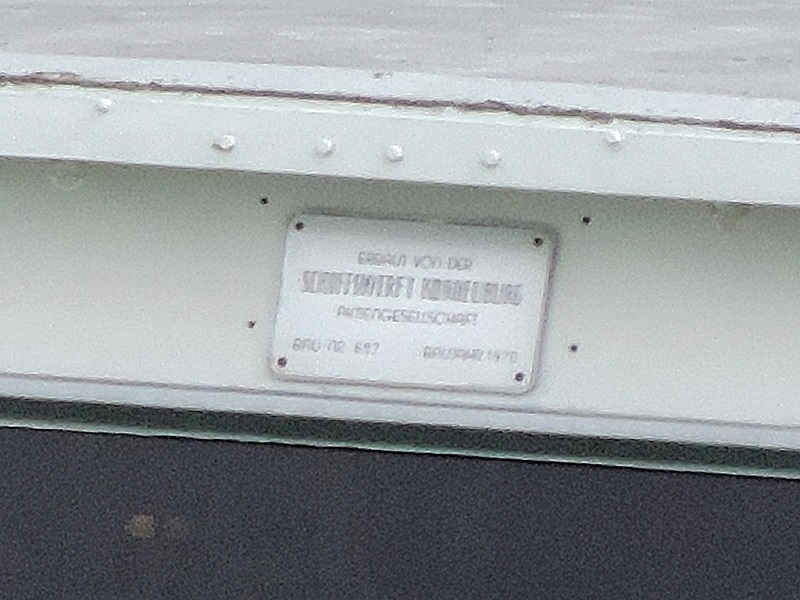 ERBAUT VON DER
SCHIFFSWERFT KORNEUBURG
AKTIENGESELLSCHAFT
BAU NR. 697 BAUJAHR 1970